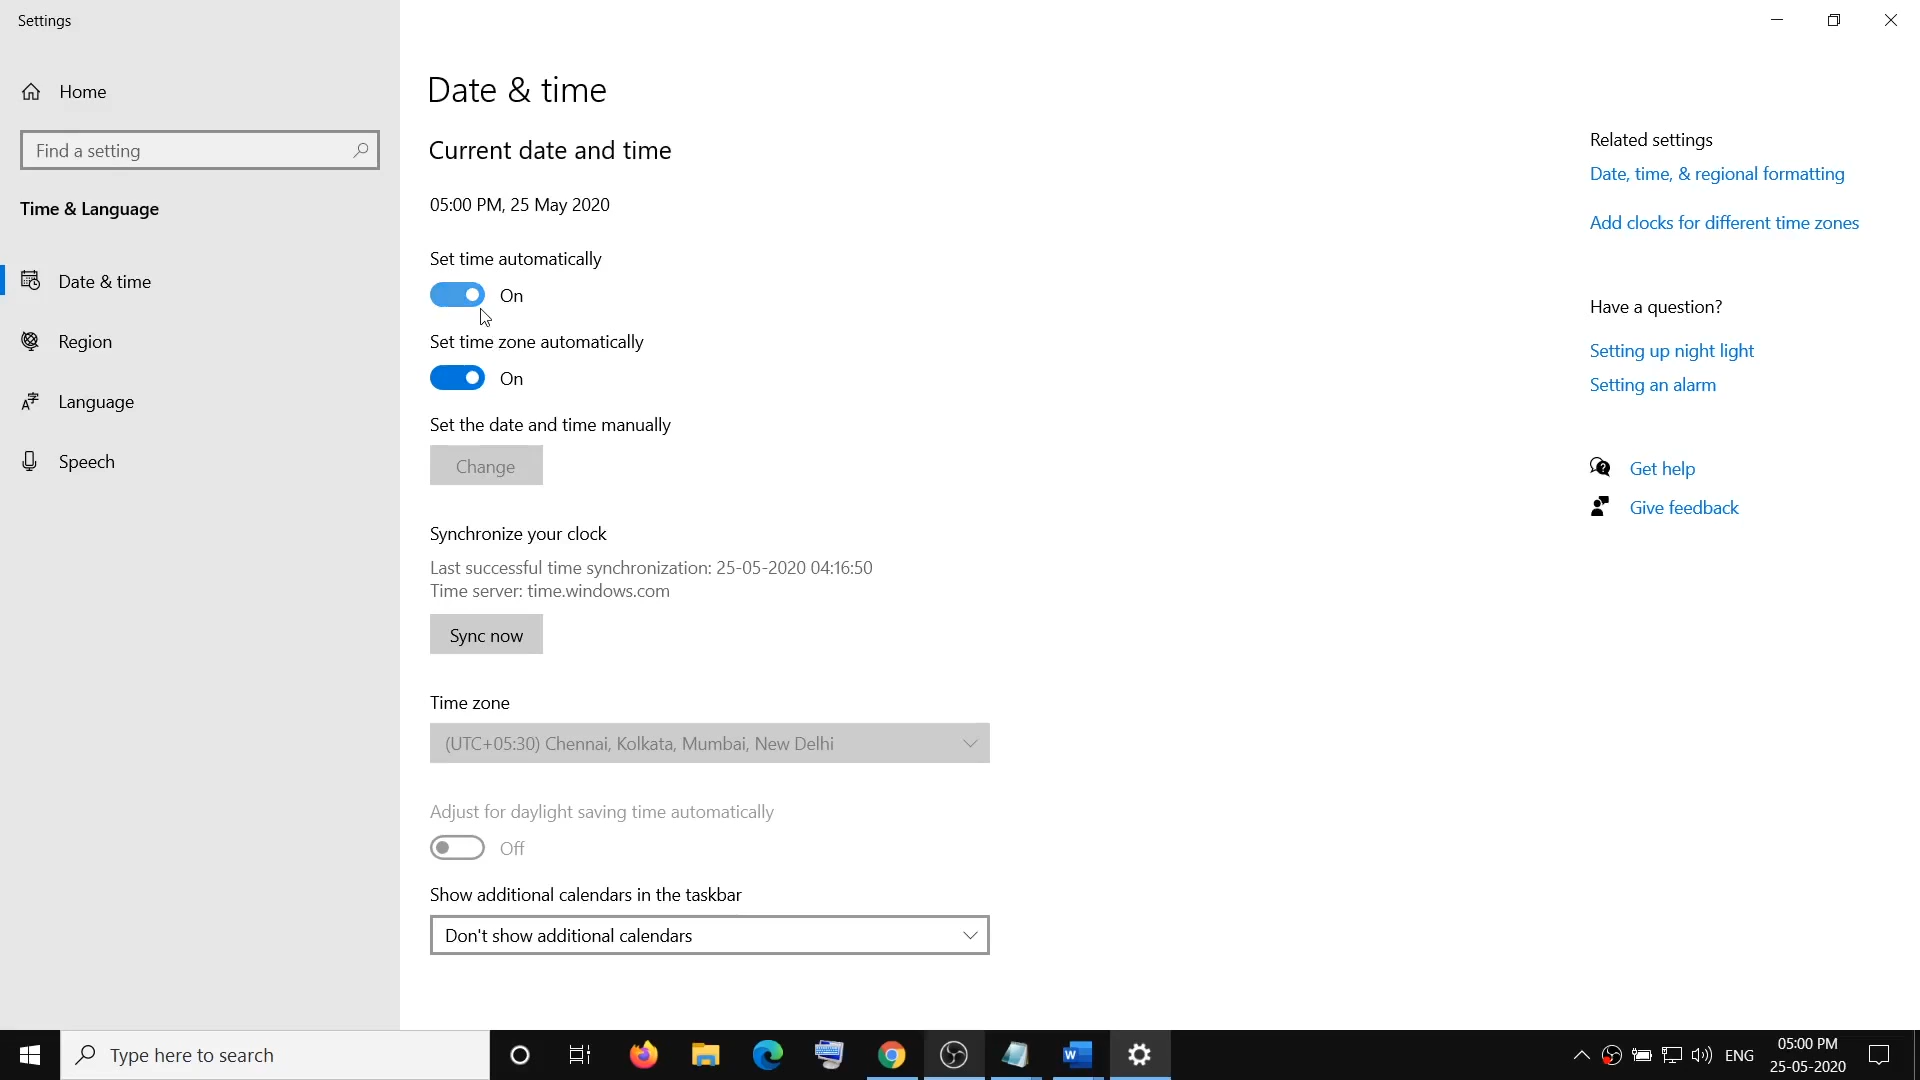 Settings
Home
Find a setting
Time & Language
Date & time
Region
Language
Speech
Date & time
Current date and time
05:00 PM, 25 May 2020
Set time automatically
On
Set time zone automatically
On
Set the date and time manually
Change
Synchronize your clock
Last successful time synchronization: 25-05-2020 04:16:50
Time server: time.windows.com
Sync now
Time zone
(UTC+05:30) Chennai, Kolkata, Mumbai, New Delhi
Adjust for daylight saving time automatically
Off
Show additional calendars in the taskbar
Don't show additional calendars
Related settings
Date, time, & regional formatting
Add clocks for different time zones
Have a question?
Setting up night light
Setting an alarm
Get help
Give feedback
Type here to search
ENG
05:00 PM
25-05-2020